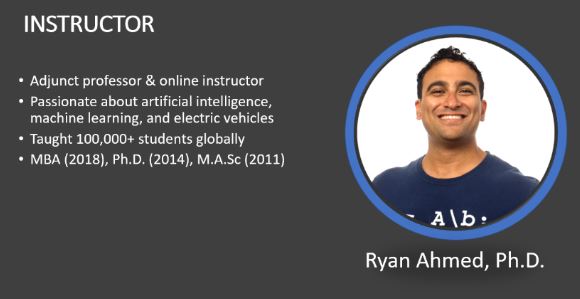 INSTRUCTOR
• Adjunct professor & online instructor
• Passionate about artificial intelligence,
machine learning, and electric vehicles
• Taught 100,000+ students globally
• MBA (2018), Ph.D. (2014), M.A.Sc (2011)
A\b:
Ryan Ahmed, Ph.D.